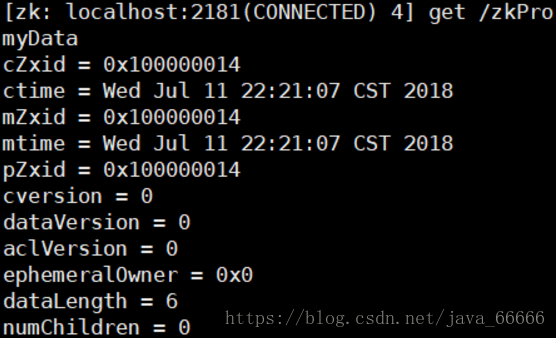 [zk: localhost:2181(CONNECTED) 4] get /zkPro
myData
cZxid = 0x100000014
ctime = Wed Jul 11 22:21:07 CST 2018
mZxid = 0x100000014
mtime = Wed Jul 11 22:21:07 CST 2018
pZxid = 0x100000014
cversion = 0
dataVersion = 0
aclVersion = 0
ephemeralOwner = 0x0
dataLength = 6
numChildren = 0
https://blog.csdn.net/java_66666